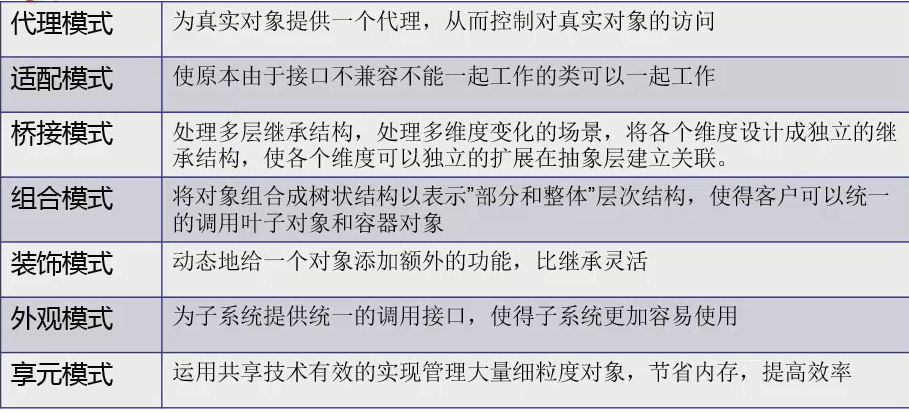 代理模式 为真实对象提供一个代理，从而控制对真实对象的访问
适配模式 使原本由于接口不兼容不能一起工作的类可以一起工作
桥接模式 处理多层继承结构，处理多维度变化的场景，将各个维度设计成独立的继
承结构，使各个维度可以独立的扩展在抽象层建立关联。
组合模式 将对象组合成树状结构以表示”部分和整体”层次结构，使得客户可以统一
的调用叶子对象和容器对象
装饰模式 动态地给一个对象添加额外的功能，比继承灵活
外观模式 为子系统提供统一的调用接口，使得子系统更加容易使用
享元模式 运用共享技术有效的实现管理大量细粒度对象，节省内存，提高效率